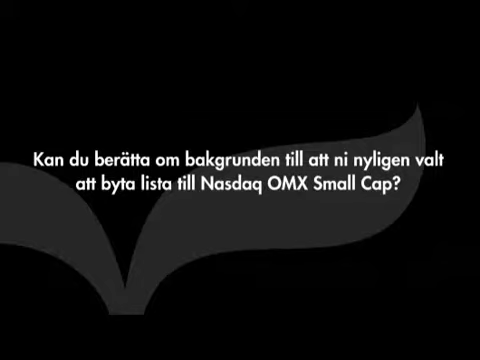 Kan du berätta om bakgrunden till att ni nyligen valt
att byta lista till Nasdaq OMX Small Cap?